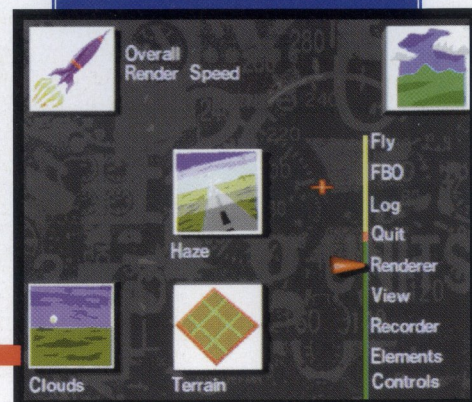 Overall
Render Speed
Haze
Clouds
Terrain
Fly
FBO
Log
Quit
Renderer
View
Recorder
Elements
Controls